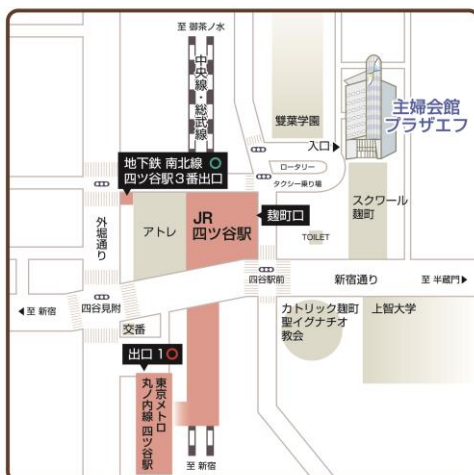 至 御茶ノ水
中央線・総武線
双葉学園
主婦会館
プラザエフ
入口
地下鉄 南北線
四ツ谷駅3番出口
ロータリー
タクシー乗り場
外堀通り
アトレ
JR
四ツ谷駅
麹町口
スクワール
麹町
TOILET
四谷駅前
新宿通り
至 半蔵門
至 新宿
四谷見附
交番
カトリック麹町
聖イグナチオ
教会
上智大学
出口 1
東京メトロ
丸ノ内線 四ツ谷駅
至 新宿